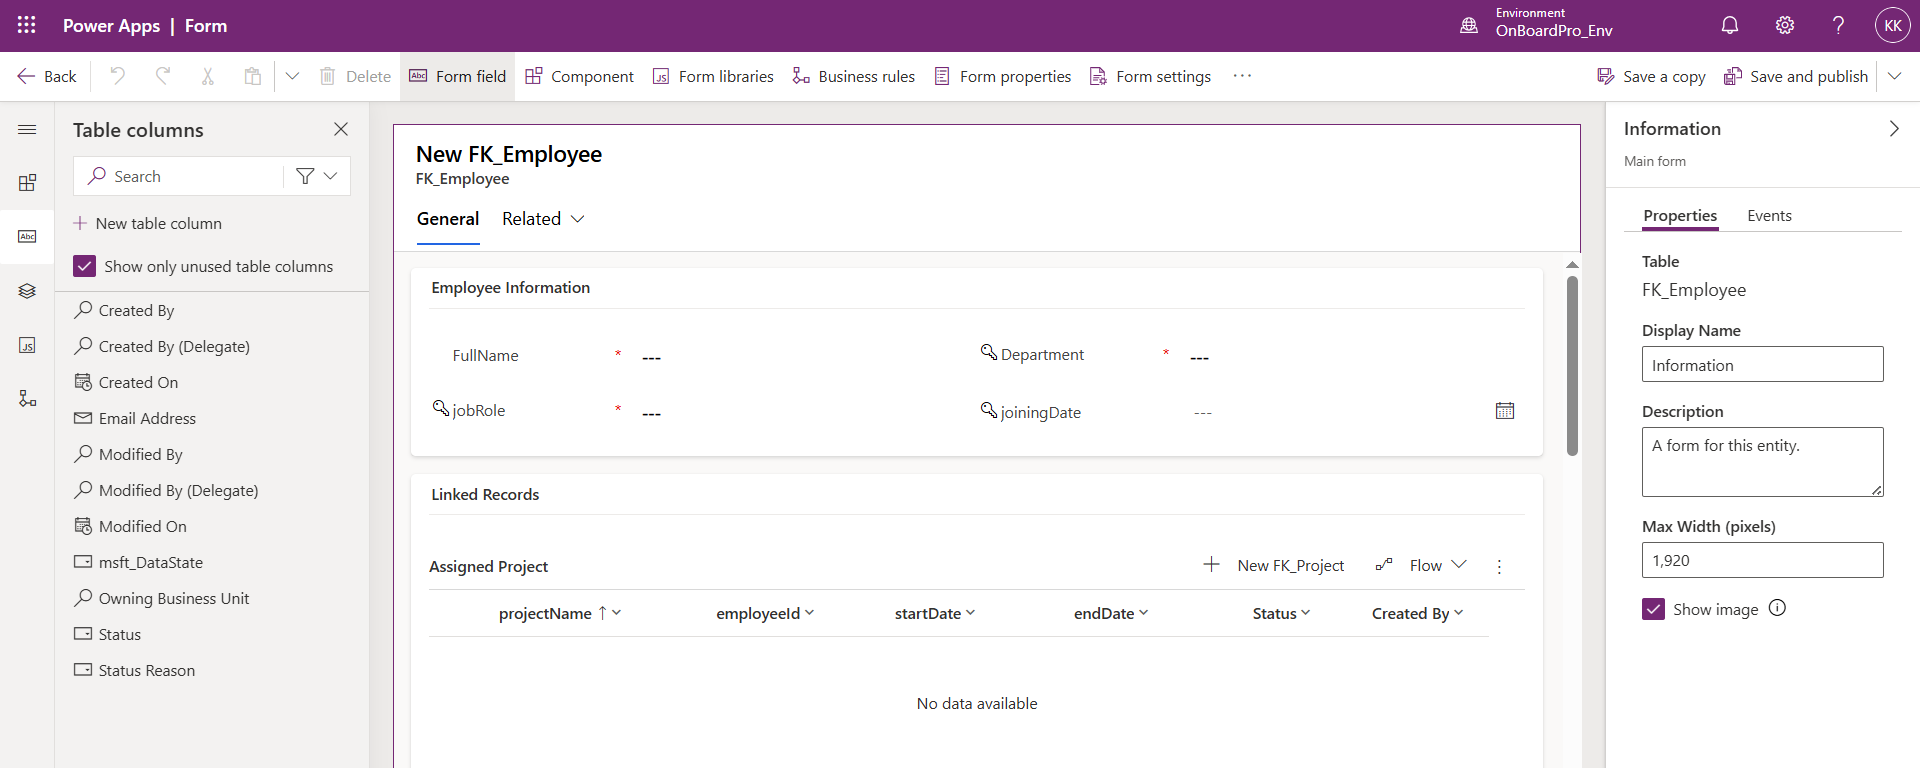 Power Apps | Form
Environment
OnBoardPro_Env
KK
Back
Delete
Abc Form field
Component
JS Form libraries
Business rules
Form properties
Form settings
Save a copy
Save and publish
Table columns
Search
New table column
Abc
Show only unused table columns
Created By
Created By (Delegate)
JS
Created On
Email Address
Modified By
Modified By (Delegate)
Modified On
msft_DataState
Owning Business Unit
Status
Status Reason
New FK_Employee
FK_Employee
General Related
Employee Information
FullName * ---
Department * ---
jobRole * ---
joiningDate ---
Linked Records
Assigned Project
New FK_Project
Flow
projectName employeeId startDate endDate Status Created By
No data available
Information
Main form
Properties Events
Table
FK_Employee
Display Name
Information
Description
A form for this entity.
Max Width (pixels)
1,920
Show image